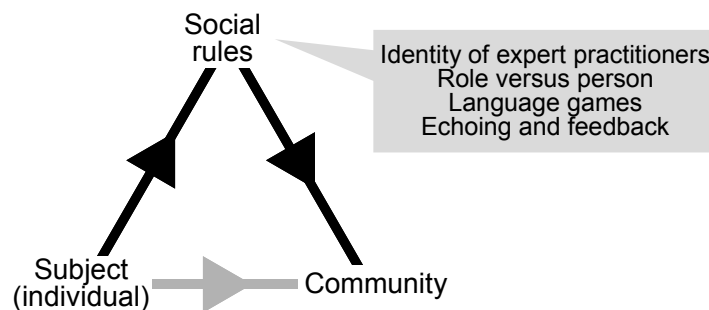 Social
rules
Identity of expert practitioners
Role versus person
Language games
Echoing and feedback
Subject
(individual)
Community